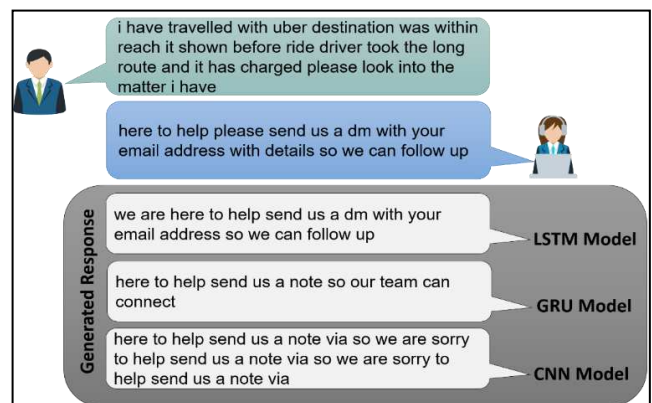 i have travelled with uber destination was within
reach it shown before ride driver took the long
route and it has charged please look into the
matter i have
here to help please send us a dm with your
email address with details so we can follow up
Generated Response
we are here to help send us a dm with your
email address so we can follow up
LSTM Model
here to help send us a note so our team can
connect
GRU Model
here to help send us a note via so we are sorry
to help send us a note via so we are sorry to
help send us a note via
CNN Model